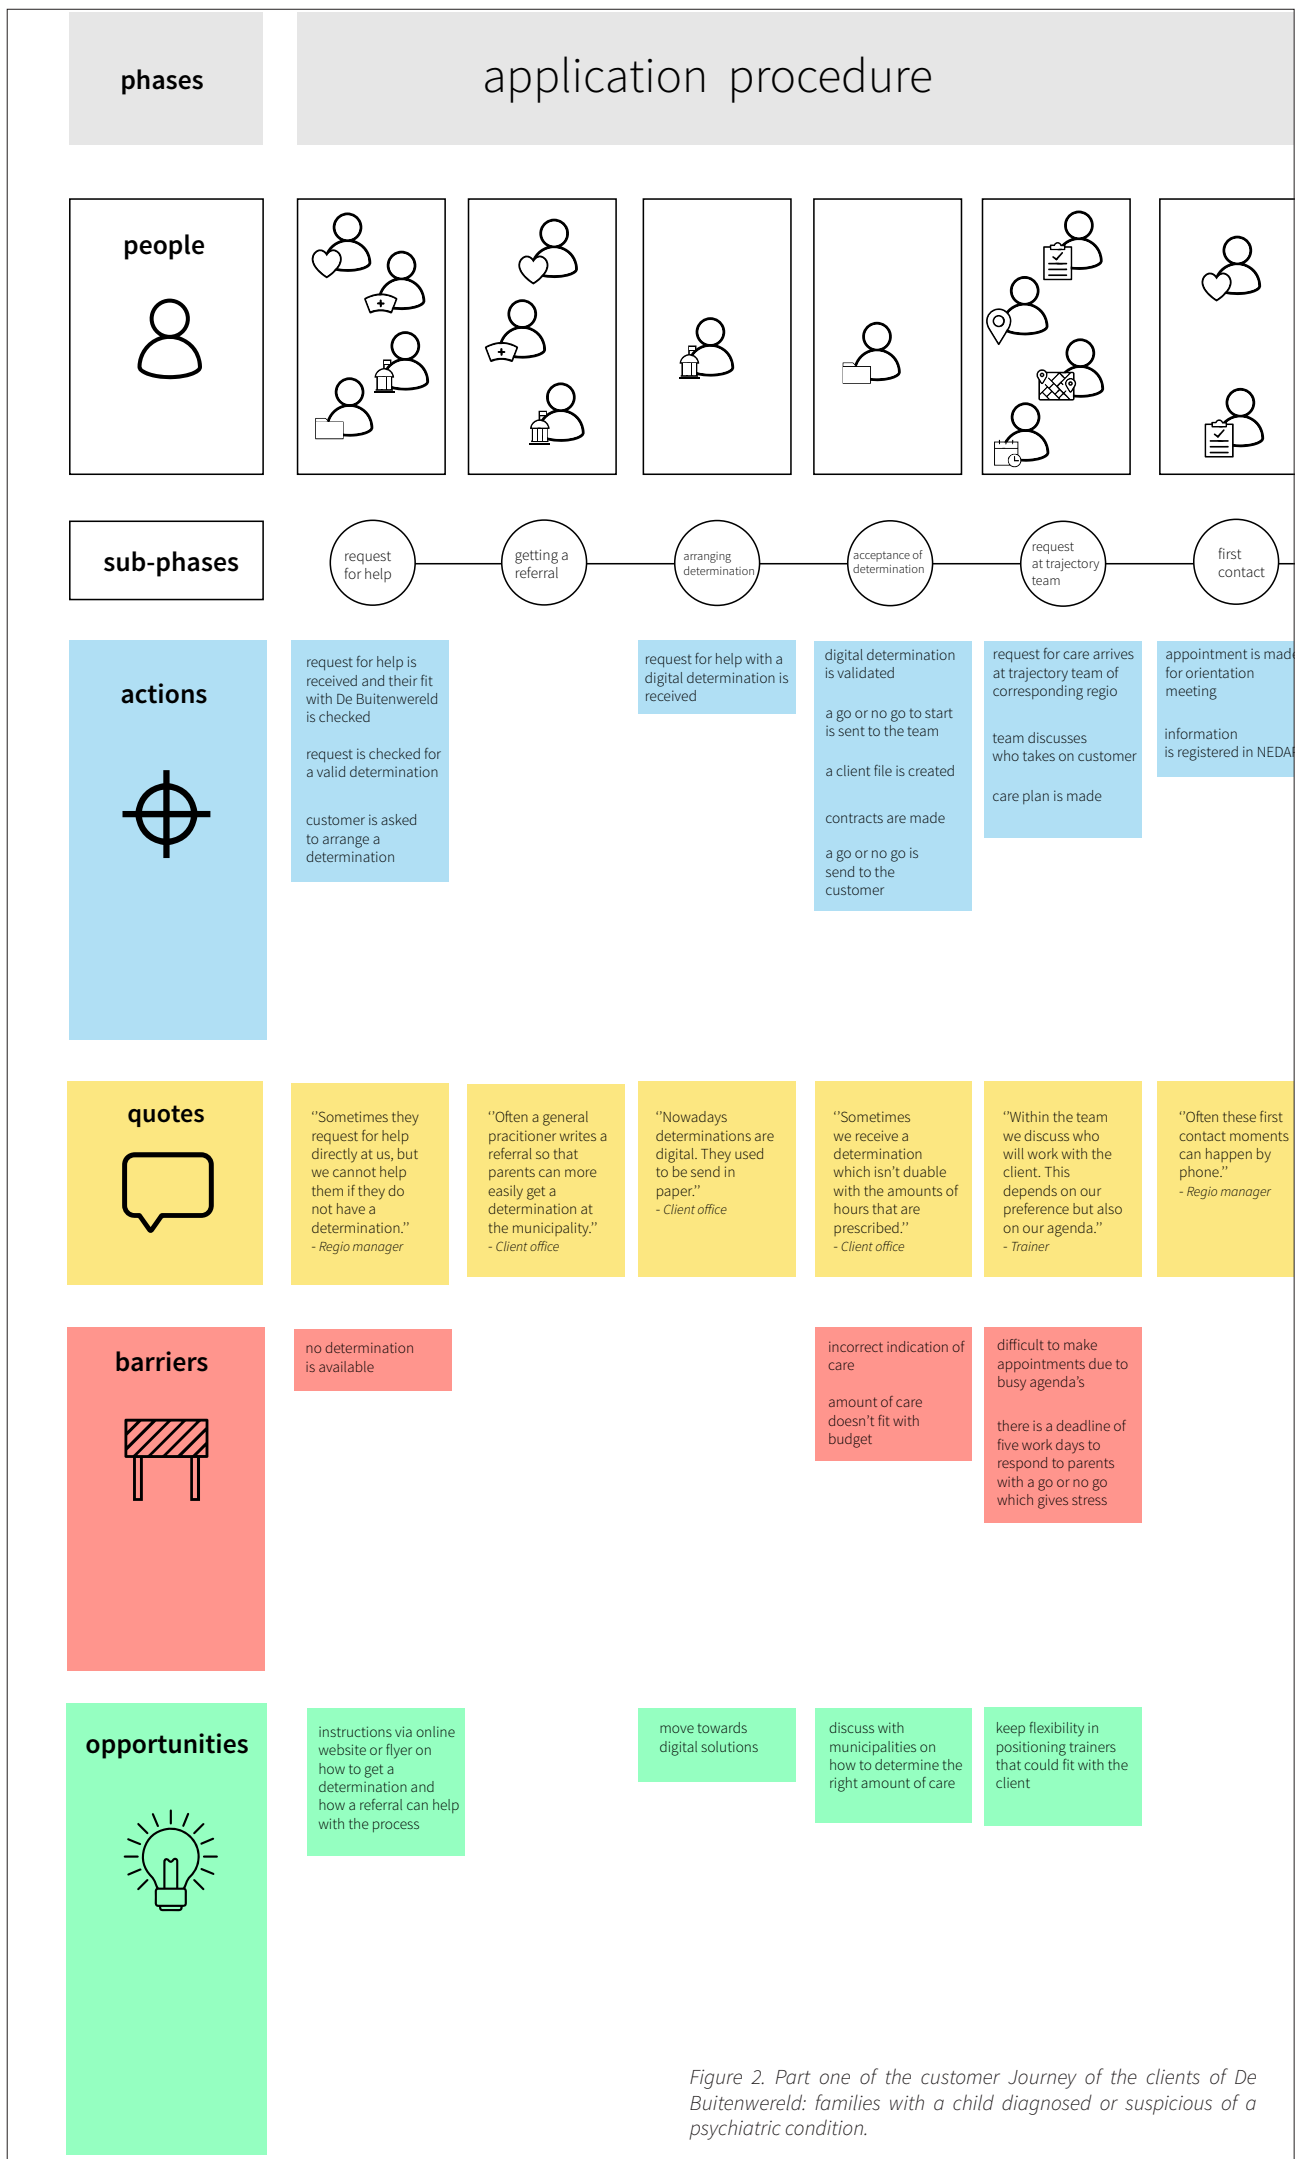 phases
application procedure
people
sub-phases
request
for help
getting a
referral
arranging
determination
acceptance of
determination
request
at trajectory
team
first
contact
actions
request for help is
received and their fit
with De Buitenwereld
is checked
request is checked for
a valid determination
customer is asked
to arrange a
determination
request for help with a
digital determination is
received
digital determination
is validated
a go or no go to start
is sent to the team
a client file is created
contracts are made
a go or no go is
send to the
customer
request for care arrives
at trajectory team of
corresponding regio
team discusses
who takes on customer
care plan is made
appointment is made
for orientation
meeting
information
is registered in NEDAP
quotes
‘’Sometimes they
request for help
directly at us, but
we cannot help
them if they do
not have a
determination.’’
- Regio manager
‘’Often a general
pracitioner writes a
referral so that
parents can more
easily get a
determination at
the municipality.’’
- Client office
‘’Nowadays
determinations are
digital. They used
to be send in
paper.’’
- Client office
‘’Sometimes
we receive a
determination
which isn’t duable
with the amounts of
hours that are
prescribed.’’
- Client office
‘’Within the team
we discuss who
will work with the
client. This
depends on our
preference but also
on our agenda.’’
- Trainer
‘’Often these first
contact moments
can happen by
phone.’’
- Regio manager
barriers
no determination
is available
incorrect indication of
care
amount of care
doesn’t fit with
budget
difficult to make
appointments due to
busy agenda’s
there is a deadline of
five work days to
respond to parents
with a go or no go
which gives stress
opportunities
instructions via online
website or flyer on
how to get a
determination and
how a referral can help
with the process
move towards
digital solutions
discuss with
municipalities on
how to determine the
right amount of care
keep flexibility in
positioning trainers
that could fit with the
client
Figure 2. Part one of the customer Journey of the clients of De
Buitenwereld: families with a child diagnosed or suspicious of a
psychiatric condition.